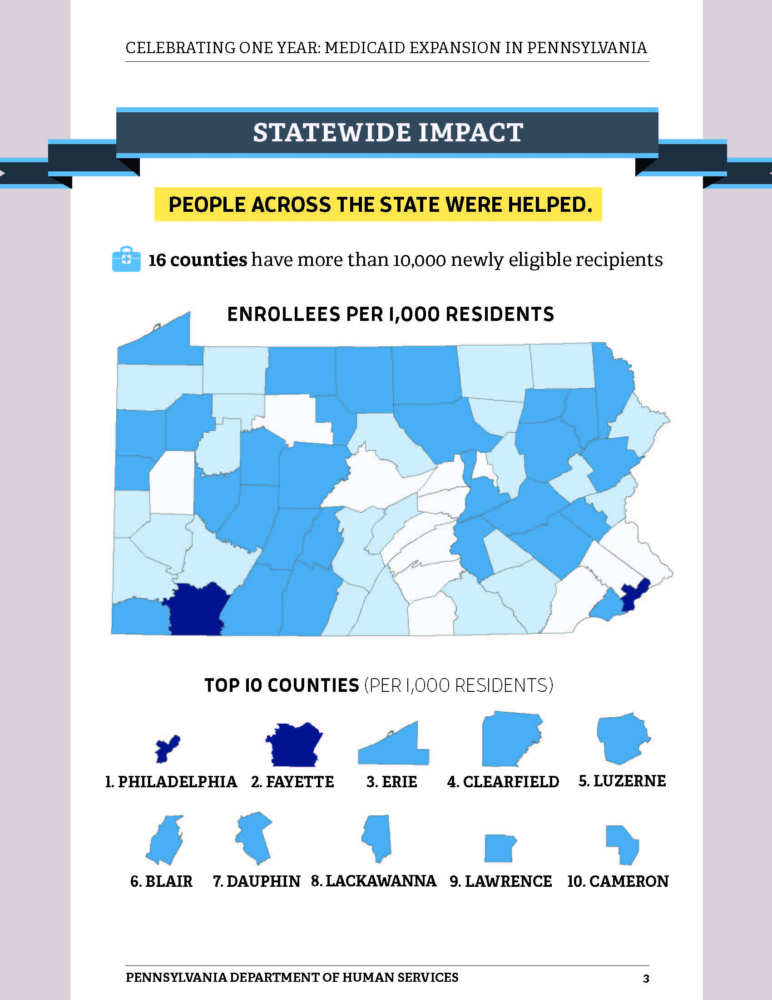 CELEBRATING ONE YEAR: MEDICAID EXPANSION IN PENNSYLVANIA
STATEWIDE IMPACT
PEOPLE ACROSS THE STATE WERE HELPED.
16 counties have more than 10,000 newly eligible recipients
ENROLLEES PER 1,000 RESIDENTS
TOP 10 COUNTIES (PER 1,000 RESIDENTS)
1. PHILADELPHIA 2. FAYETTE 3. ERIE 4. CLEARFIELD 5. LUZERNE
6. BLAIR 7. DAUPHIN 8. LACKAWANNA 9. LAWRENCE 10. CAMERON
PENNSYLVANIA DEPARTMENT OF HUMAN SERVICES 3